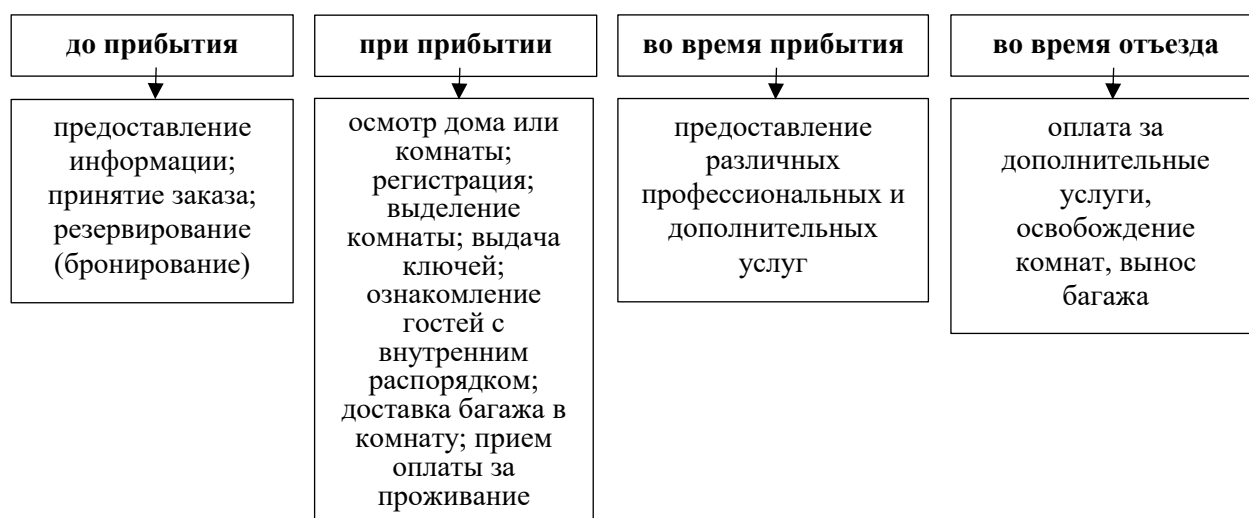 до прибытия
предоставление
информации;
принятие заказа;
резервирование
(бронирование)
при прибытии
осмотр дома или
комнаты;
регистрация;
выделение
комнаты; выдача
ключей;
ознакомление
гостей с
внутренним
распорядком;
доставка багажа в
комнату; прием
оплаты за
проживание
во время прибытия
предоставление
различных
профессиональных и
дополнительных
услуг
во время отъезда
оплата за
дополнительные
услуги,
освобождение
комнат, вынос
багажа